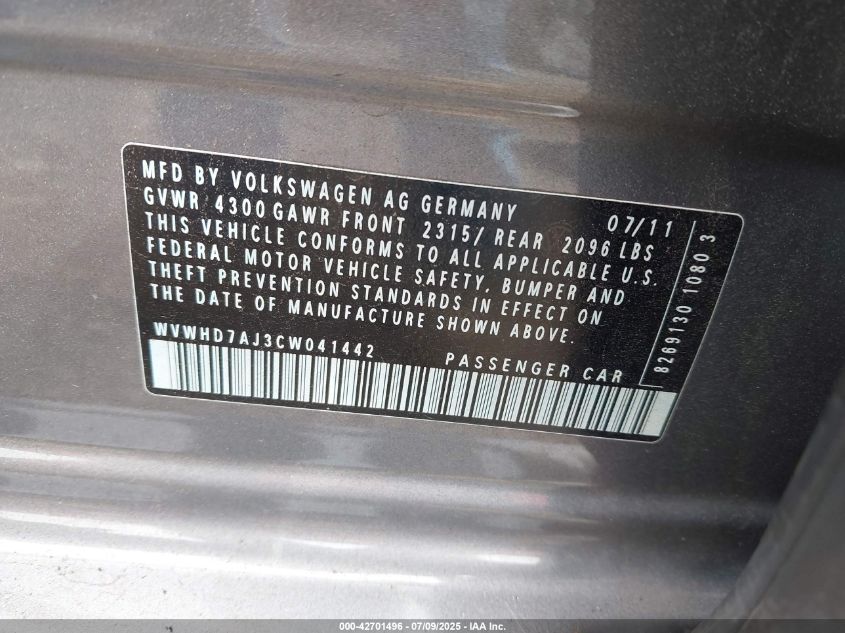 MFD BY VOLKSWAGEN AG GERMANY 07/11
GVWR 4300 GAWR FRONT 2315/ REAR 2096 LBS
THIS VEHICLE CONFORMS TO ALL APPLICABLE U.S.
FEDERAL MOTOR VEHICLE SAFETY, BUMPER AND
THEFT PREVENTION STANDARDS IN EFFECT ON
THE DATE OF MANUFACTURE SHOWN ABOVE.
WVWHD7AJ3CW041442 PASSENGER CAR
8269130 1080 3
000-42701496 - 07/09/2025 - IAA Inc.